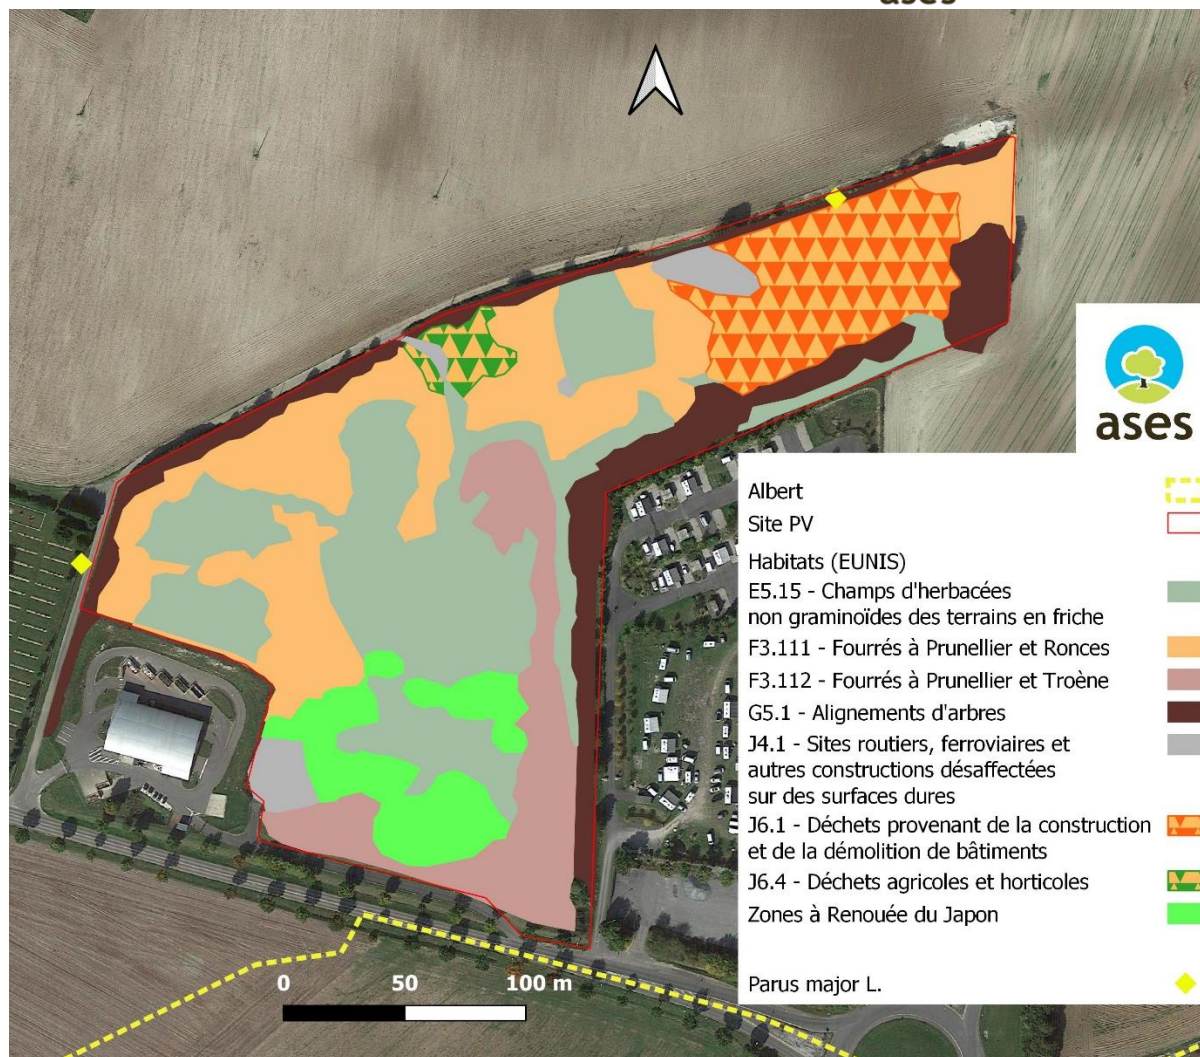 ases
ases
Albert
Site PV
Habitats (EUNIS)
E5.15 - Champs d'herbacées
non graminoïdes des terrains en friche
F3.111 - Fourrés à Prunellier et Ronces
F3.112 - Fourrés à Prunellier et Troène
G5.1 - Alignements d'arbres
J4.1 - Sites routiers, ferroviaires et
autres constructions désaffectées
sur des surfaces dures
J6.1 - Déchets provenant de la construction
et de la démolition de bâtiments
J6.4 - Déchets agricoles et horticoles
Zones à Renouée du Japon
Parus major L.
0 50 100 m